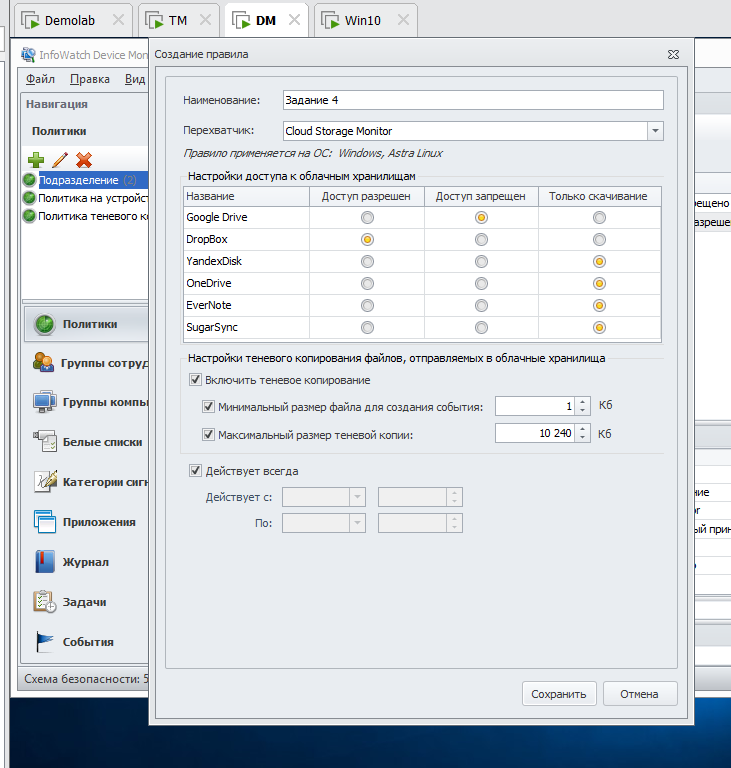 Demolab
TM
DM
Win10
InfoWatch Device Mon
Файл Правка Вид
Навигация
Политики
Подразделение (2)
Политика на устройст
Политика теневого ко
Политики
Группы сотруд
Группы компы
Белые списки
Категории сигн
Приложения
Журнал
Задачи
События
Схема безопасности: 5
Создание правила
Наименование: Задание 4
Перехватчик: Cloud Storage Monitor
Правило применяется на ОС: Windows, Astra Linux
Настройки доступа к облачным хранилищам
Название Доступ разрешен Доступ запрещен Только скачивание
Google Drive
DropBox
YandexDisk
OneDrive
EverNote
SugarSync
Настройки теневого копирования файлов, отправляемых в облачные хранилища
Включить теневое копирование
Минимальный размер файла для создания события: 1 Кб
Максимальный размер теневой копии: 10 240 Кб
Действует всегда
Действует с:
По:
Сохранить Отмена
рещено
азрешен
ние
or
ый прин